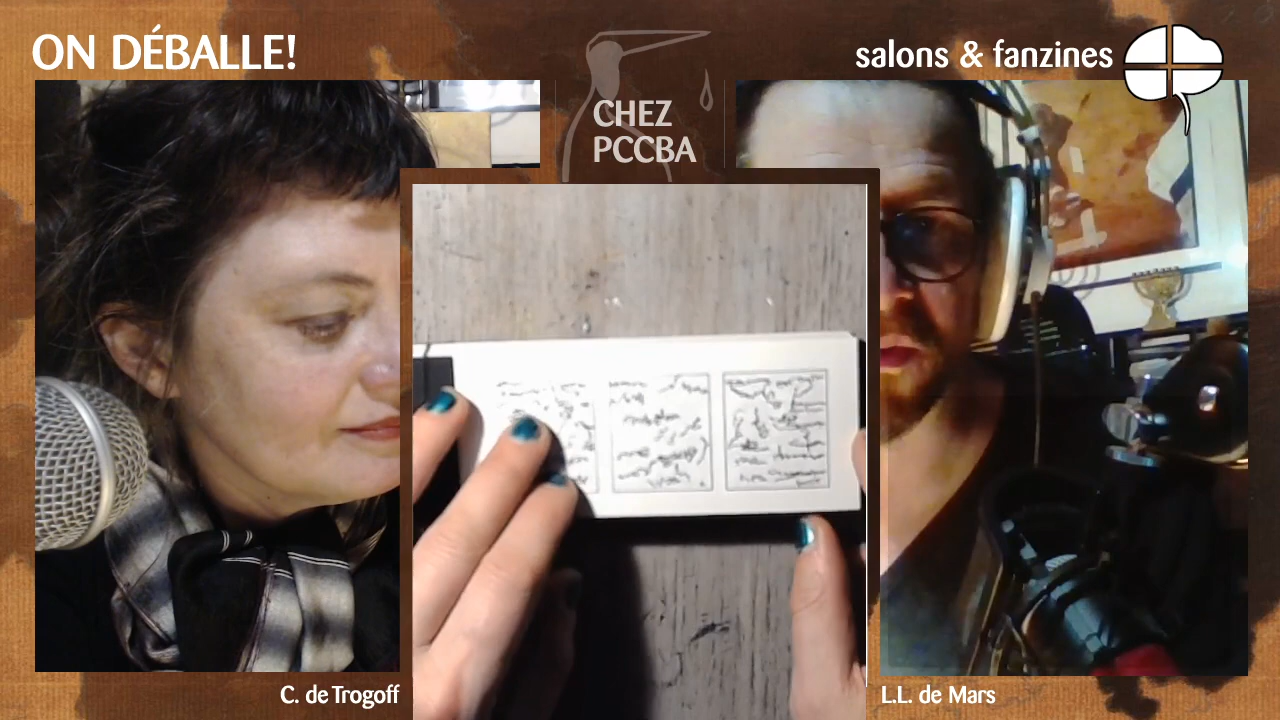 ON DÉBALLE!
salons & fanzines
CHEZ
PCCBA
C. de Trogoff
L.L. de Mars